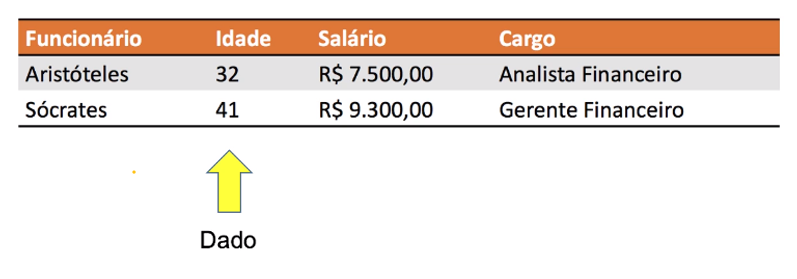 Funcionário Idade Salário Cargo
Aristóteles 32 R$ 7.500,00 Analista Financeiro
Sócrates 41 R$ 9.300,00 Gerente Financeiro
Dado